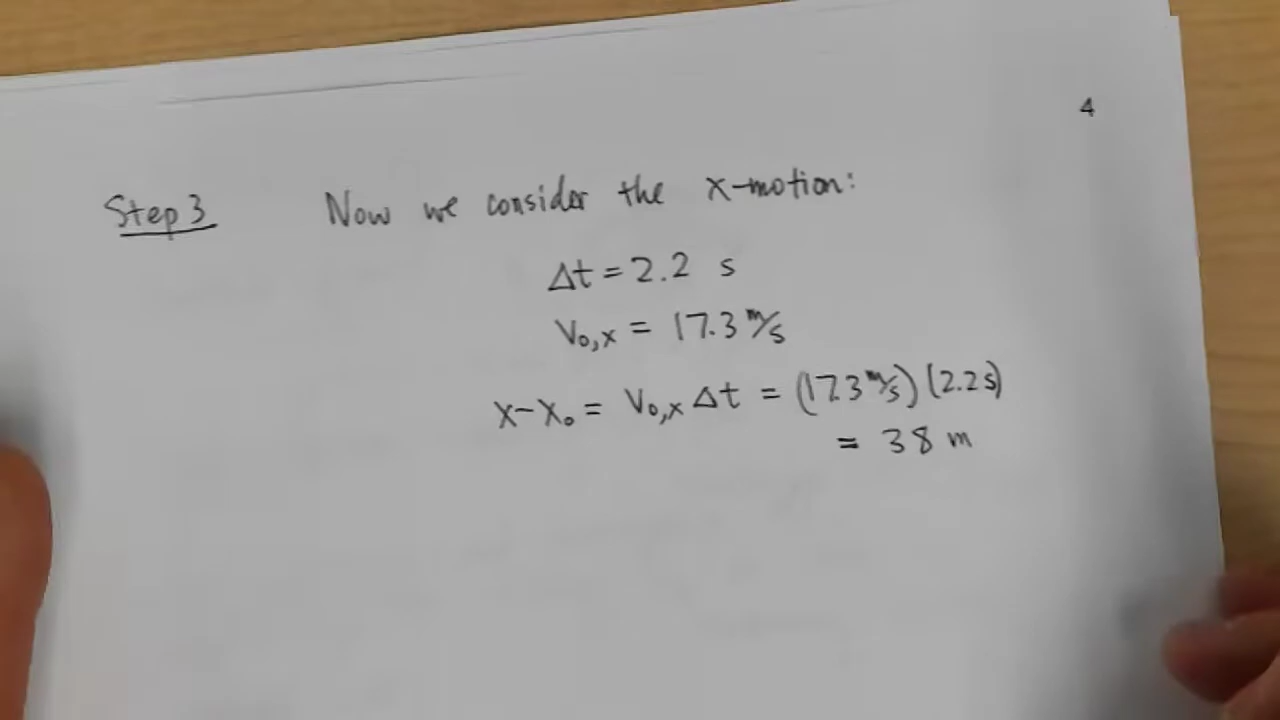 4
Step 3 Now we consider the x-motion:
Δt = 2.2 s
V₀,ₓ = 17.3 m/s
x-x₀ = V₀,ₓ Δt = (17.3 m/s) (2.2 s)
= 38 m